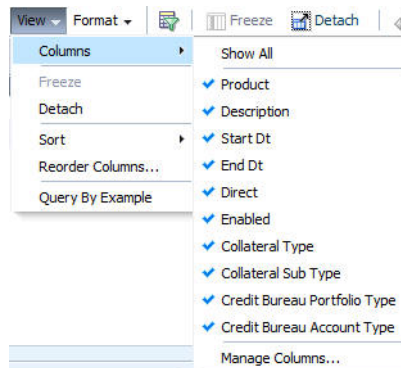 View Format Freeze Detach
Columns
Freeze
Detach
Sort
Reorder Columns...
Query By Example
Show All
Product
Description
Start Dt
End Dt
Direct
Enabled
Collateral Type
Collateral Sub Type
Credit Bureau Portfolio Type
Credit Bureau Account Type
Manage Columns...